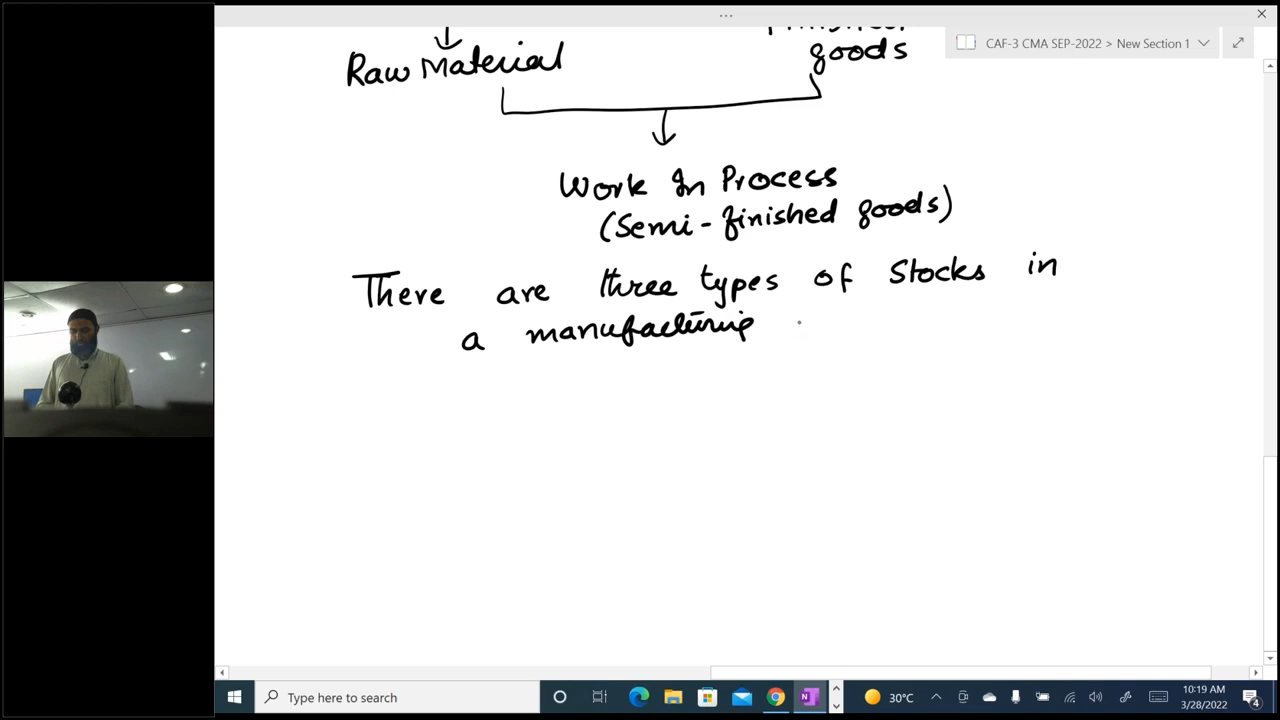 CAF-3 CMA SEP-2022 > New Section 1
goods
Raw Material
Work In Process
(Semi-finished goods)
There are three types of Stocks in
a manufacturing
Type here to search
30°C
10:19 AM
3/28/2022
4